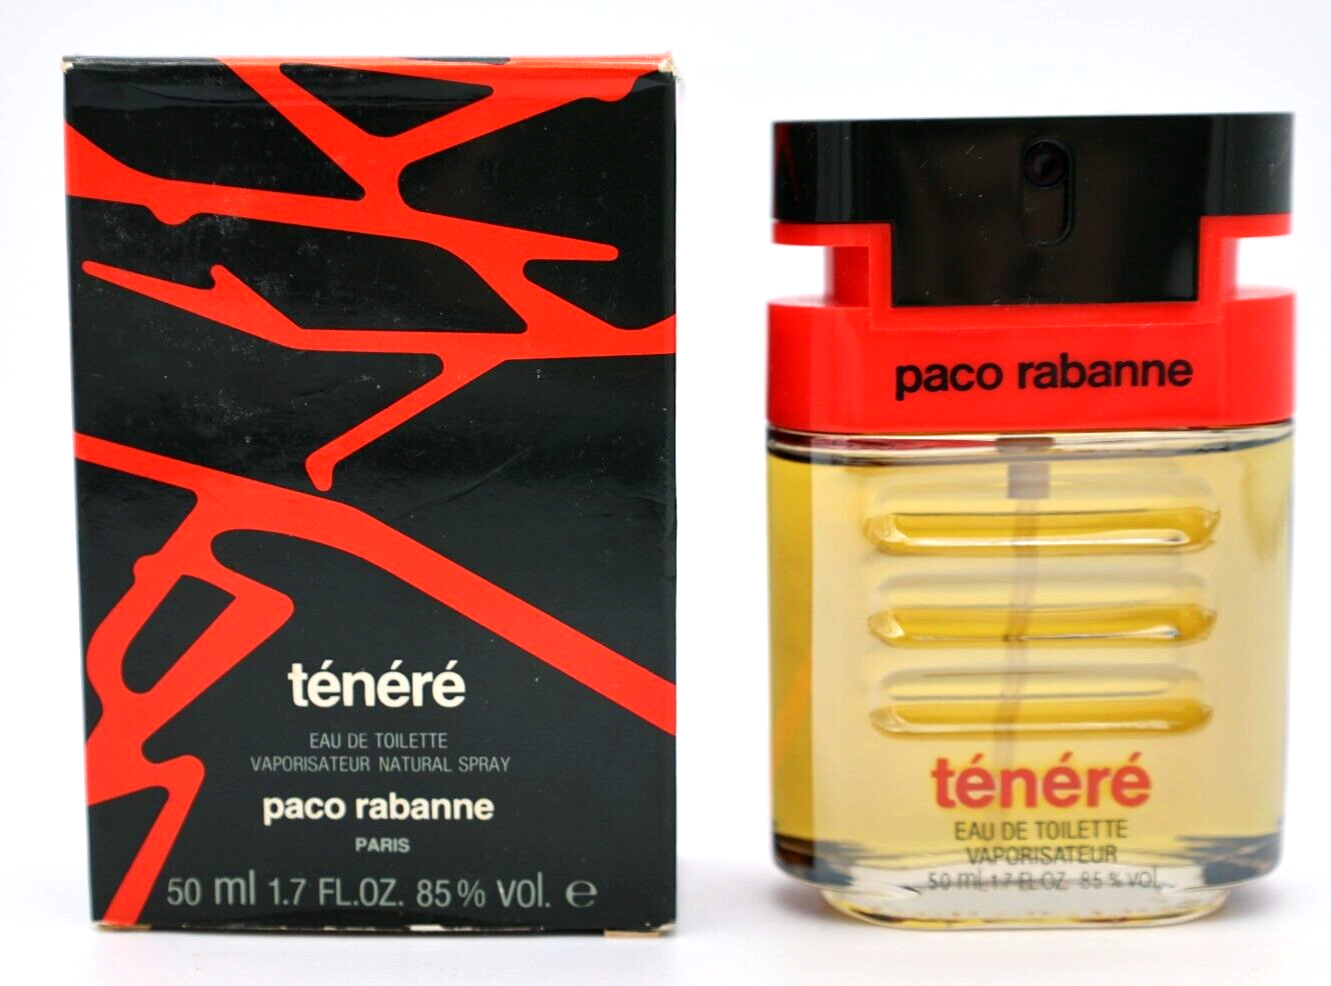 ténéré
EAU DE TOILETTE
VAPORISATEUR NATURAL SPRAY
paco rabanne
PARIS
50 ml 1.7 FL.OZ. 85% VOL. ℮
paco rabanne
ténéré
EAU DE TOILETTE
VAPORISATEUR
50 ml 1.7 FL.OZ. 85% VOL.